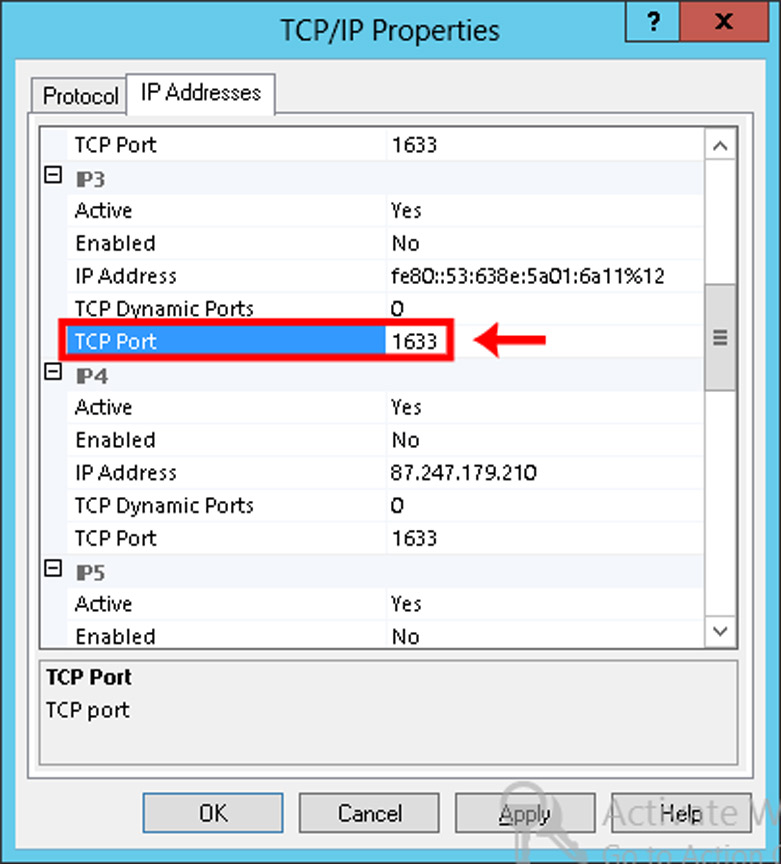 TCP/IP Properties
? x
Protocol IP Addresses
TCP Port 1633
IP3
Active Yes
Enabled No
IP Address fe80::53:638e:5a01:6a11%12
TCP Dynamic Ports 0
TCP Port 1633
IP4
Active Yes
Enabled No
IP Address 87.247.179.210
TCP Dynamic Ports 0
TCP Port 1633
IP5
Active Yes
Enabled No
TCP Port
TCP port
OK Cancel Apply Help
Activate W
Go to Action